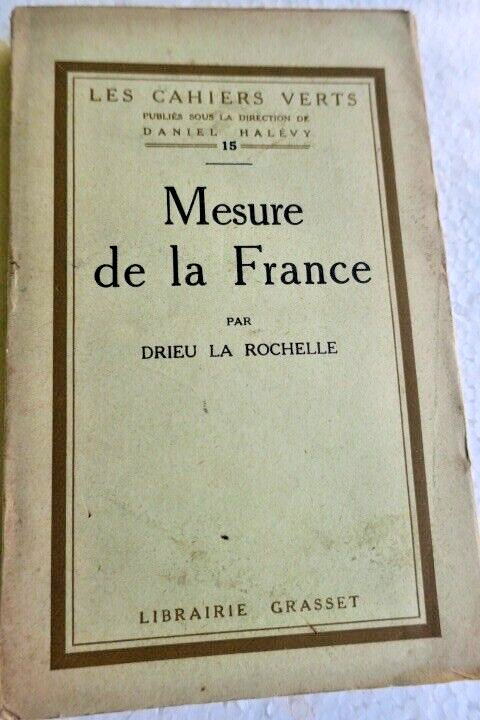 LES CAHIERS VERTS
PUBLIÉS SOUS LA DIRECTION DE
DANIEL HALÉVY
15
Mesure
de la France
PAR
DRIEU LA ROCHELLE
LIBRAIRIE GRASSET